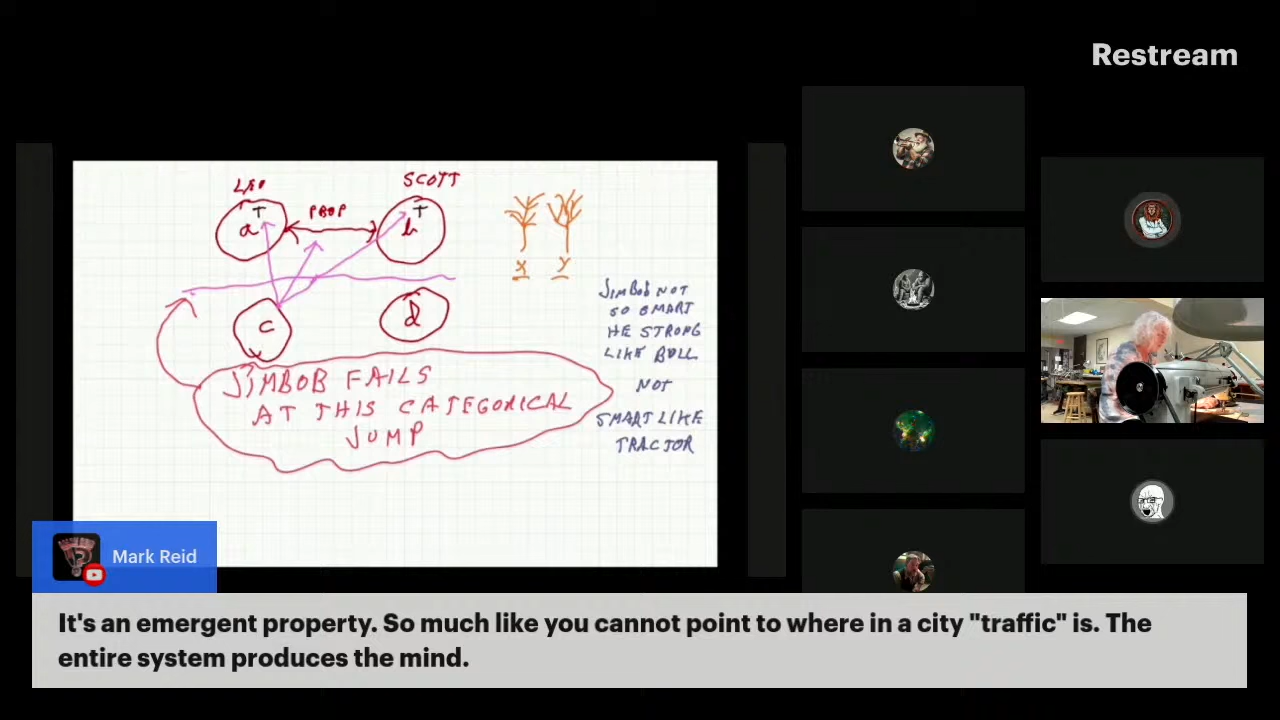 Restream
LEO
SCOTT
T
PROP
T
a
b
X
Y
c
d
JIMBOB NOT
SO SMART
HE STRONG
LIKE BULL
NOT
SMART LIKE
TRACTOR
JIMBOB FAILS
AT THIS CATEGORICAL
JUMP
Mark Reid
It's an emergent property. So much like you cannot point to where in a city "traffic" is. The
entire system produces the mind.